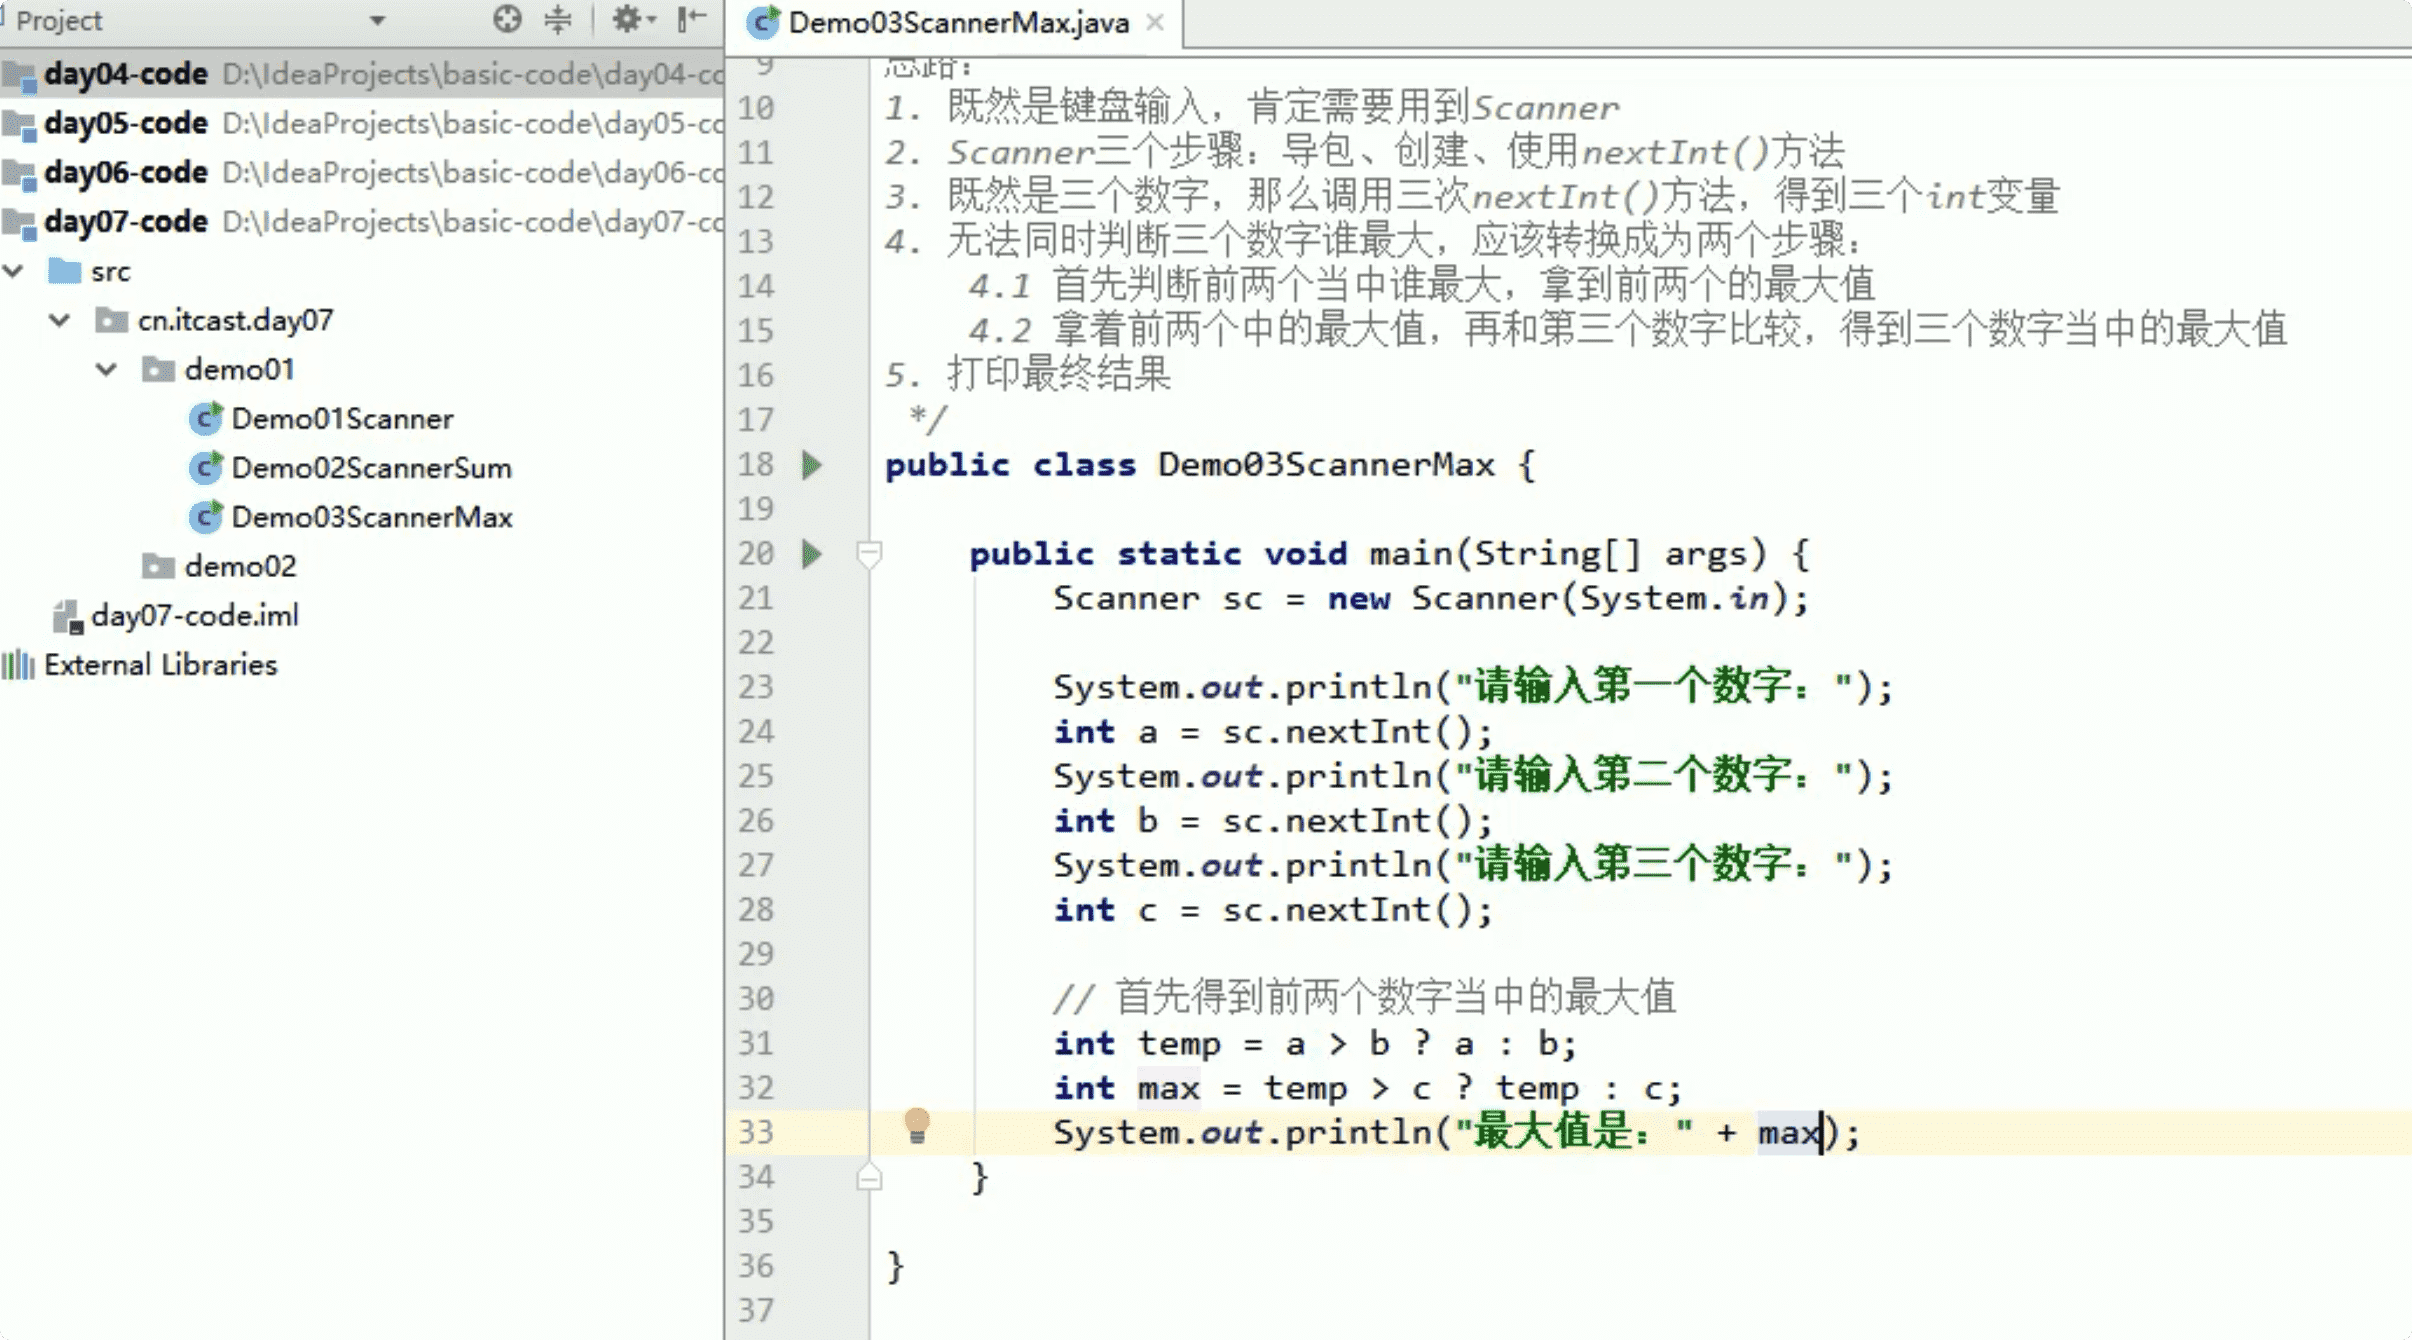 Project
day04-code D:\IdeaProjects\basic-code\day04-co
day05-code D:\IdeaProjects\basic-code\day05-co
day06-code D:\IdeaProjects\basic-code\day06-co
day07-code D:\IdeaProjects\basic-code\day07-co
src
cn.itcast.day07
demo01
Demo01Scanner
Demo02ScannerSum
Demo03ScannerMax
demo02
day07-code.iml
External Libraries
Demo03ScannerMax.java
9 思路：
10 1. 既然是键盘输入，肯定需要用到Scanner
11 2. Scanner三个步骤：导包、创建、使用nextInt()方法
12 3. 既然是三个数字，那么调用三次nextInt()方法，得到三个int变量
13 4. 无法同时判断三个数字谁最大，应该转换成为两个步骤：
14 4.1 首先判断前两个当中谁最大，拿到前两个的最大值
15 4.2 拿着前两个中的最大值，再和第三个数字比较，得到三个数字当中的最大值
16 5. 打印最终结果
17 */
18 public class Demo03ScannerMax {
19
20 public static void main(String[] args) {
21 Scanner sc = new Scanner(System.in);
22
23 System.out.println("请输入第一个数字：");
24 int a = sc.nextInt();
25 System.out.println("请输入第二个数字：");
26 int b = sc.nextInt();
27 System.out.println("请输入第三个数字：");
28 int c = sc.nextInt();
29
30 // 首先得到前两个数字当中的最大值
31 int temp = a > b ? a : b;
32 int max = temp > c ? temp : c;
33 System.out.println("最大值是：" + max);
34 }
35
36 }
37